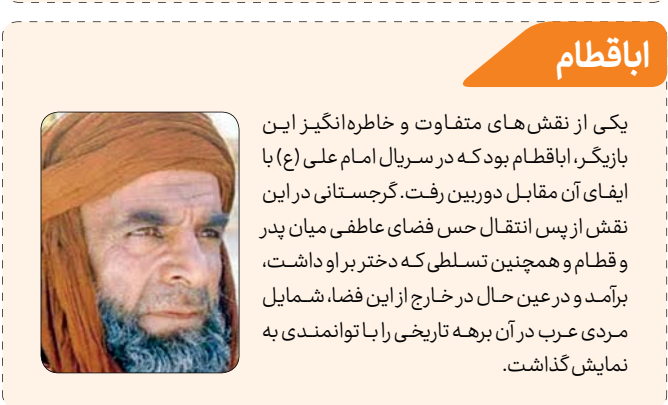 اباقطام
یکی از نقش‌های متفاوت و خاطره‌انگیز این
بازیگر، اباقطام بود که در سریال امام علی (ع) با
ایفای آن مقابل دوربین رفت. گرجستانی در این
نقش از پس انتقال حس فضای عاطفی میان پدر
و قطام و همچنین تسلطی که دختر بر او داشت،
برآمد و در عین حال در خارج از این فضا، شمایل
مردی عرب در آن برهه تاریخی را با توانمندی به
نمایش گذاشت.